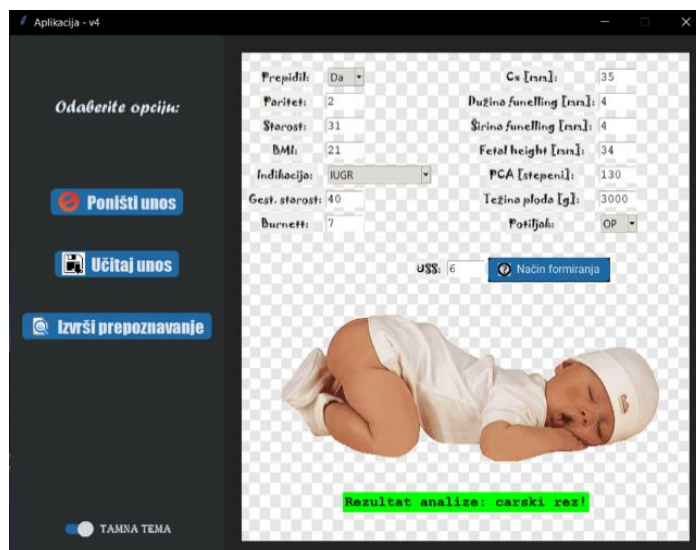 Aplikacija - v4
Odaberite opciju:
Poništi unos
Učitaj unos
Izvrši prepoznavanje
TAMNA TEMA
Prepidil: Da
Paritet: 2
Starost: 31
BMI: 21
Indikacija: IUGR
Gest. starost: 40
Burnett: 7
Cx [mm]: 35
Dužina funelling [mm]: 4
Širina funelling [mm]: 4
Fetal height [mm]: 34
PCA [stepeni]: 130
Težina ploda [g]: 3000
Potiljak: OP
USS: 6
Način formiranja
Rezultat analize: carski rez!